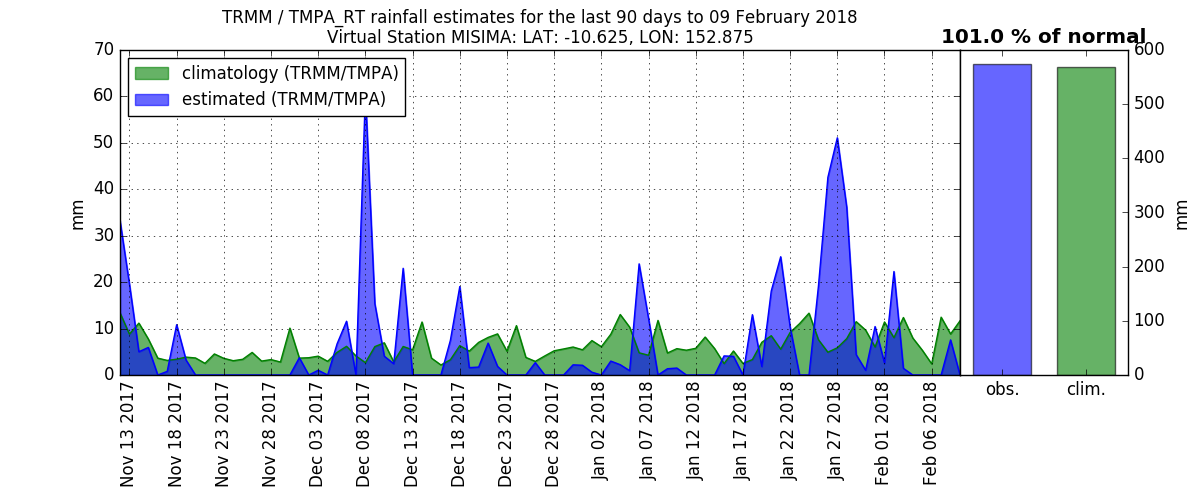 TRMM / TMPA_RT rainfall estimates for the last 90 days to 09 February 2018
Virtual Station MISIMA: LAT: -10.625, LON: 152.875
101.0 % of normal
climatology (TRMM/TMPA)
estimated (TRMM/TMPA)
70
60
50
40
30
20
10
0
mm
600
500
400
300
200
100
0
mm
Nov 13 2017
Nov 18 2017
Nov 23 2017
Nov 28 2017
Dec 03 2017
Dec 08 2017
Dec 13 2017
Dec 18 2017
Dec 23 2017
Dec 28 2017
Jan 02 2018
Jan 07 2018
Jan 12 2018
Jan 17 2018
Jan 22 2018
Jan 27 2018
Feb 01 2018
Feb 06 2018
obs.
clim.